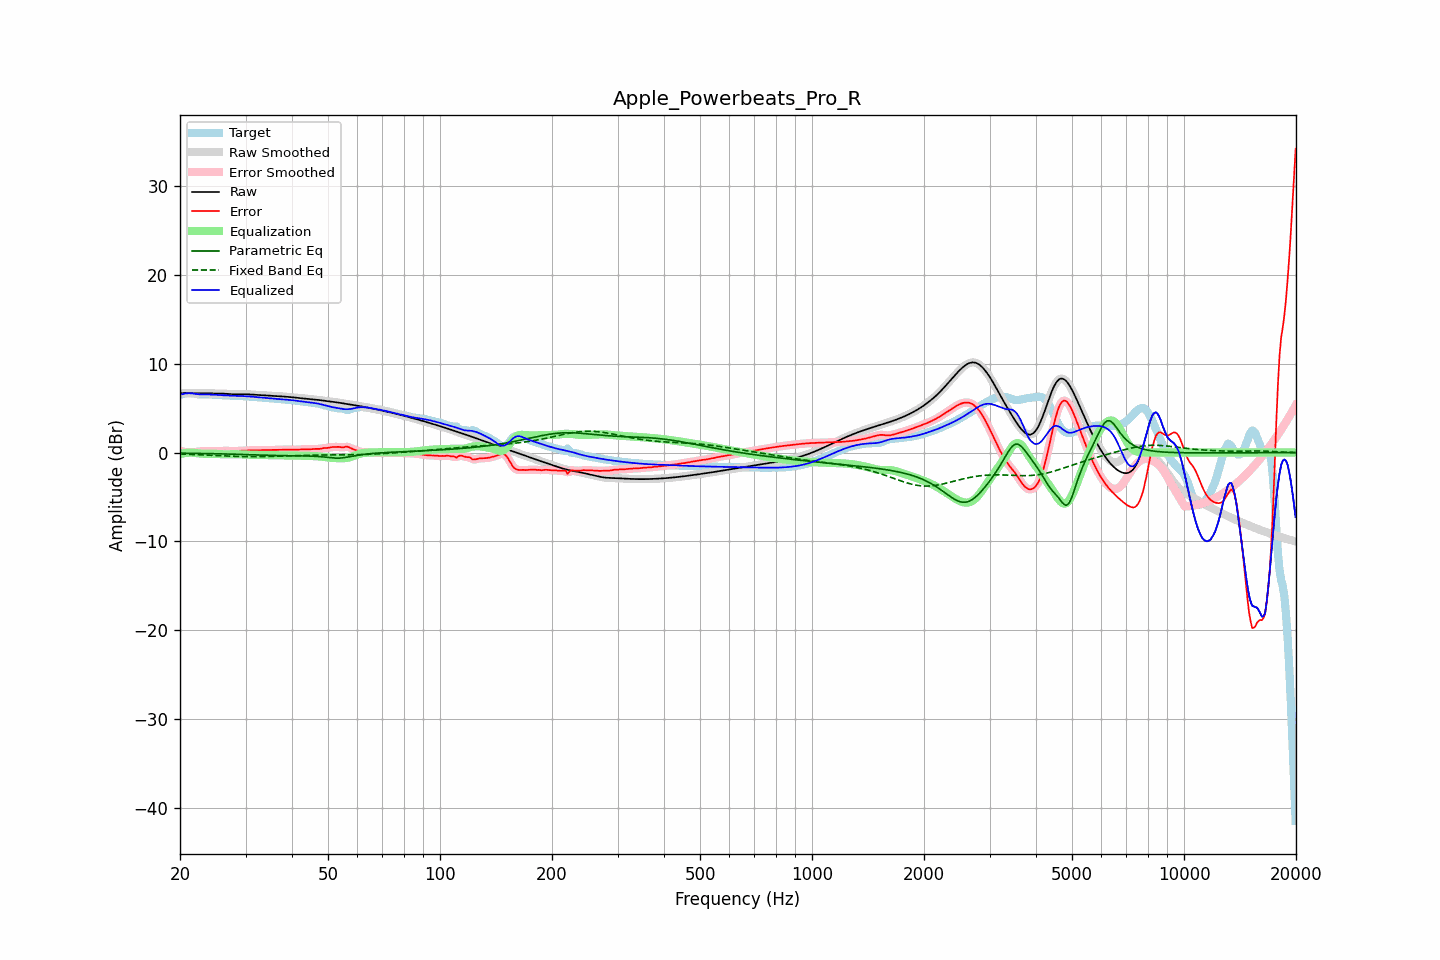 Apple_Powerbeats_Pro_R
Target
Raw Smoothed
Error Smoothed
Raw
Error
Equalization
Parametric Eq
Fixed Band Eq
Equalized
30
20
10
0
−10
−20
−30
−40
Amplitude (dBr)
20
50
100
200
500
1000
2000
5000
10000
20000
Frequency (Hz)